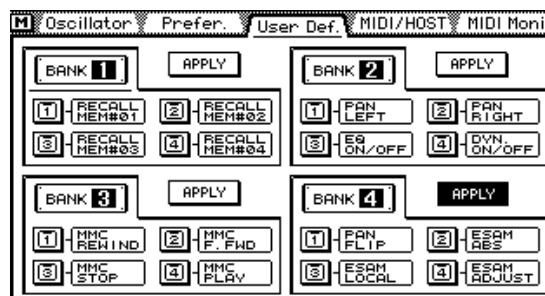 M Oscillator Prefer. User Def. MIDI/HOST MIDI Moni
BANK 1 APPLY
1 RECALL MEM#01 2 RECALL MEM#02
3 RECALL MEM#03 4 RECALL MEM#04
BANK 2 APPLY
1 PAN LEFT 2 PAN RIGHT
3 EQ ON/OFF 4 DYN. ON/OFF
BANK 3 APPLY
1 MMC REWIND 2 MMC F.FWD
3 MMC STOP 4 MMC PLAY
BANK 4 APPLY
1 PAN FLIP 2 ESAM ABS
3 ESAM LOCAL 4 ESAM ADJUST